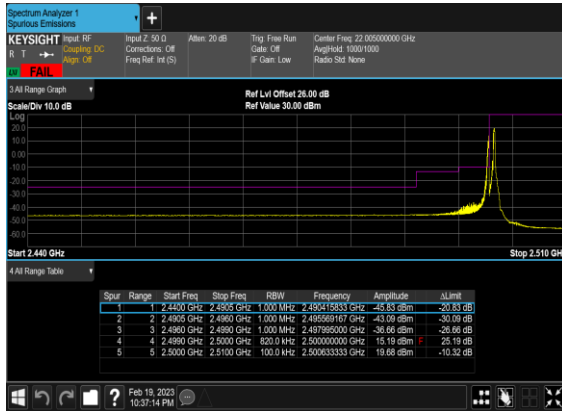 Spectrum Analyzer 1
Spurious Emissions
+
KEYSIGHT Input: RF Input Z: 50 Ω Atten: 20 dB Trig: Free Run Center Freq: 22.005000000 GHz
R T Coupling: DC Corrections: Off Gate: Off Avg|Hold: 1000/1000
Align: Off Freq Ref: Int (S) IF Gain: Low Radio Std: None
FAIL
3 All Range Graph Ref Lvl Offset 26.00 dB
Scale/Div 10.0 dB Ref Value 30.00 dBm
Log
20.0
10.0
0.00
-10.0
-20.0
-30.0
-40.0
-50.0
-60.0
Start 2.440 GHz Stop 2.510 GH
4 All Range Table
Spur Range Start Freq Stop Freq RBW Frequency Amplitude ΔLimit
1 1 2.4400 GHz 2.4905 GHz 1.000 MHz 2.490415833 GHz -45.83 dBm -20.83 dB
2 2 2.4905 GHz 2.4960 GHz 1.000 MHz 2.495569167 GHz -43.09 dBm -30.09 dB
3 3 2.4960 GHz 2.4990 GHz 1.000 MHz 2.497995000 GHz -36.66 dBm -26.66 dB
4 4 2.4990 GHz 2.5000 GHz 820.0 kHz 2.500000000 GHz 15.19 dBm F 25.19 dB
5 5 2.5000 GHz 2.5100 GHz 100.0 kHz 2.500633333 GHz 19.68 dBm -10.32 dB
? Feb 19, 2023
10:37:14 PM